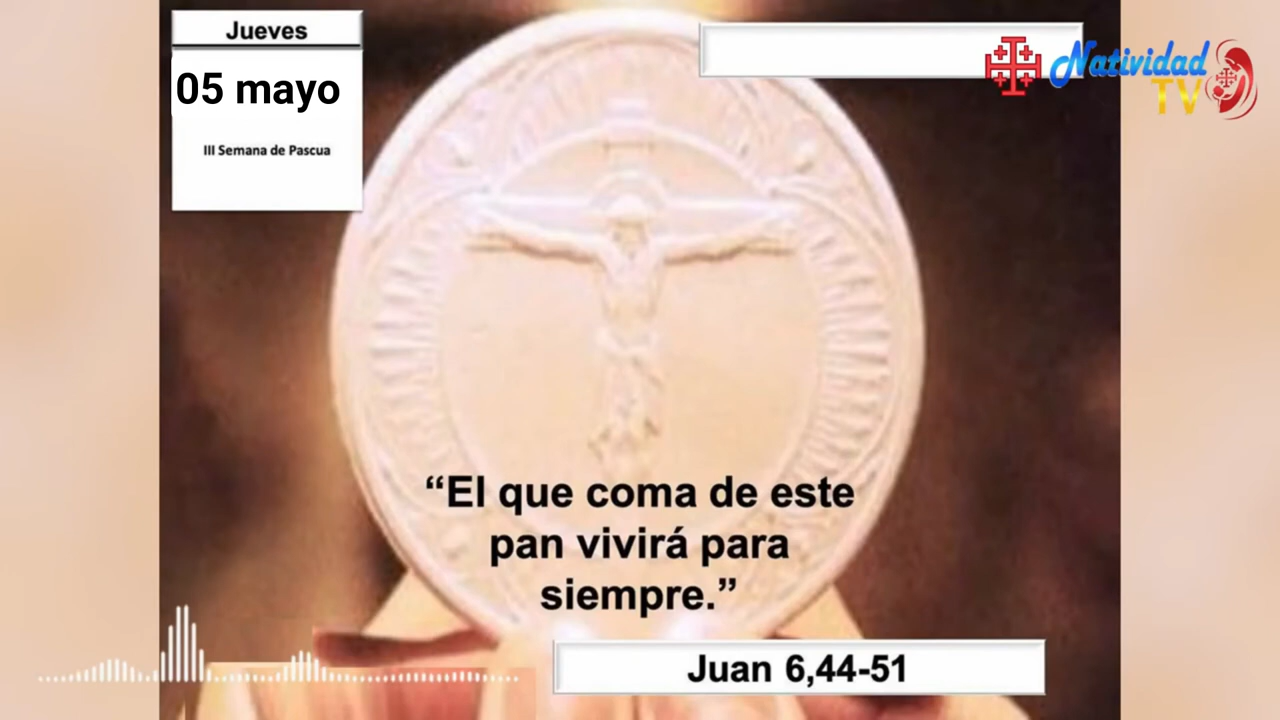 Jueves
05 mayo
III Semana de Pascua
Natividad
TV
“El que coma de este
pan vivirá para
siempre.”
Juan 6,44-51